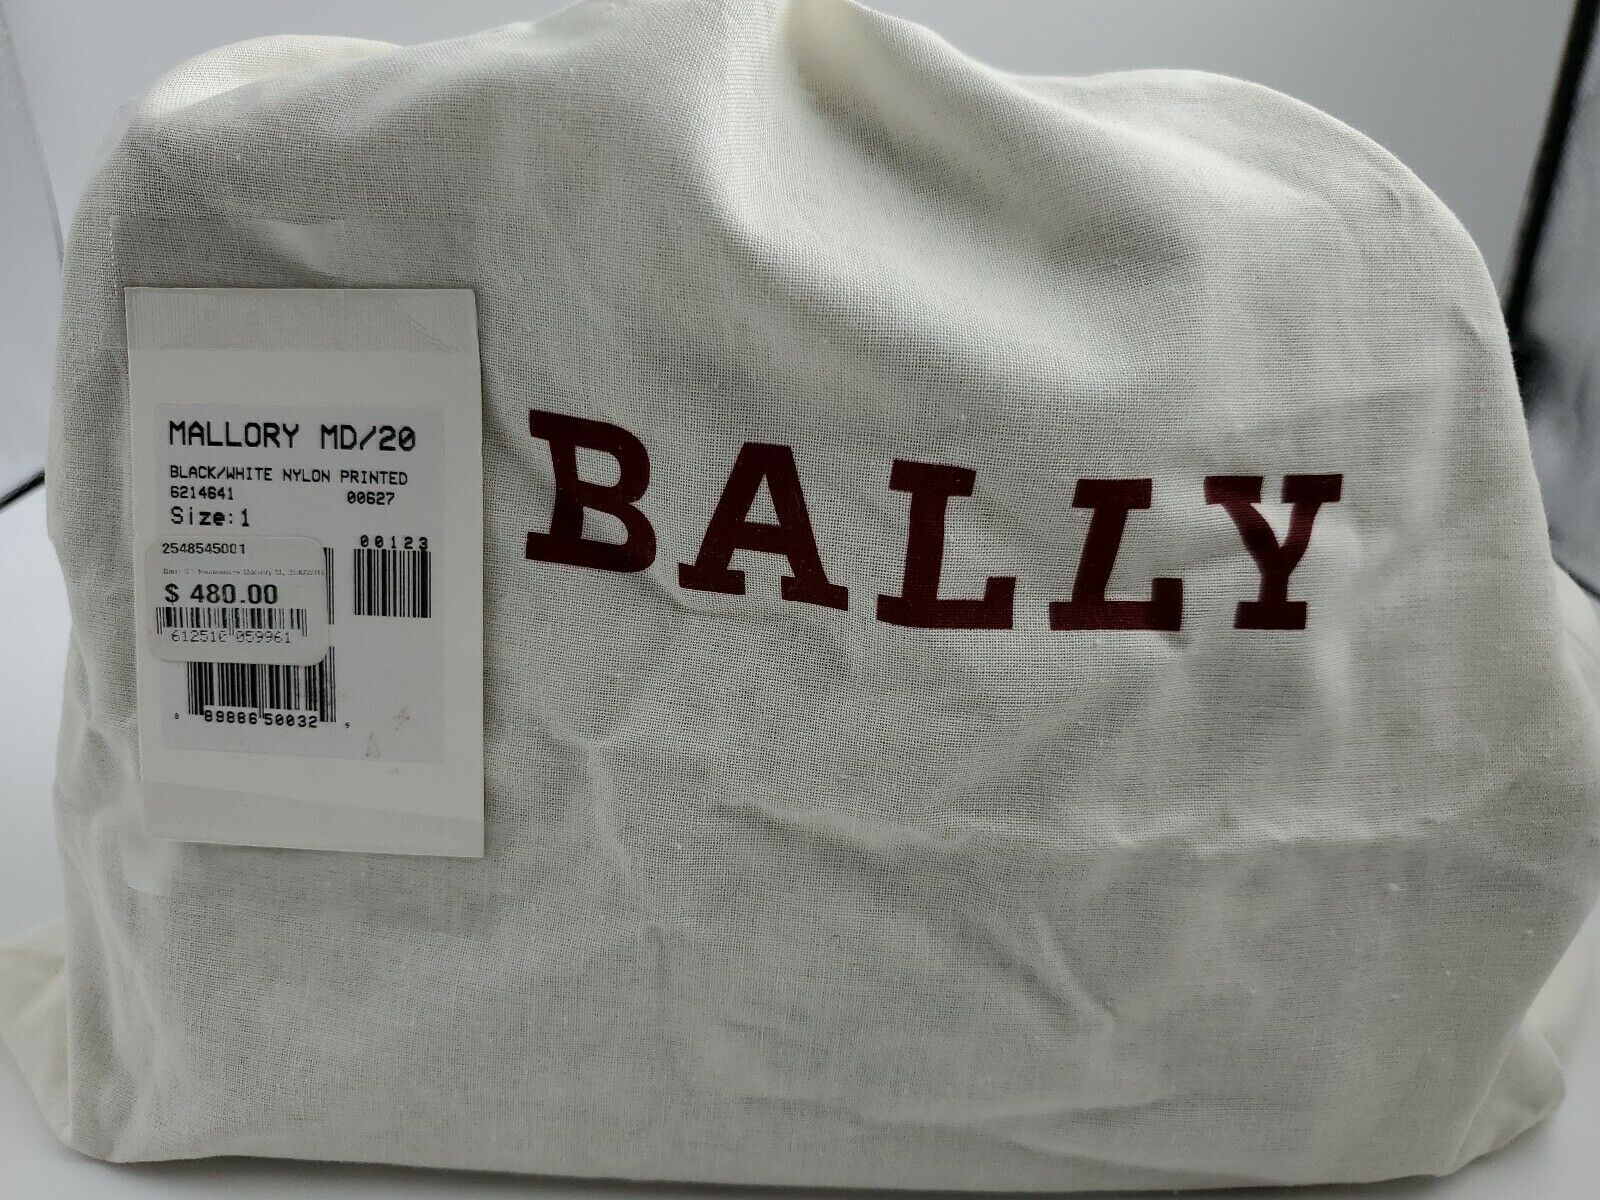 MALLORY MD/20
BLACK/WHITE NYLON PRINTED
6214641 00627
Size: 1
00123
2548545001
$ 480.00
612510 059961
8 89886 50032 9
BALLY